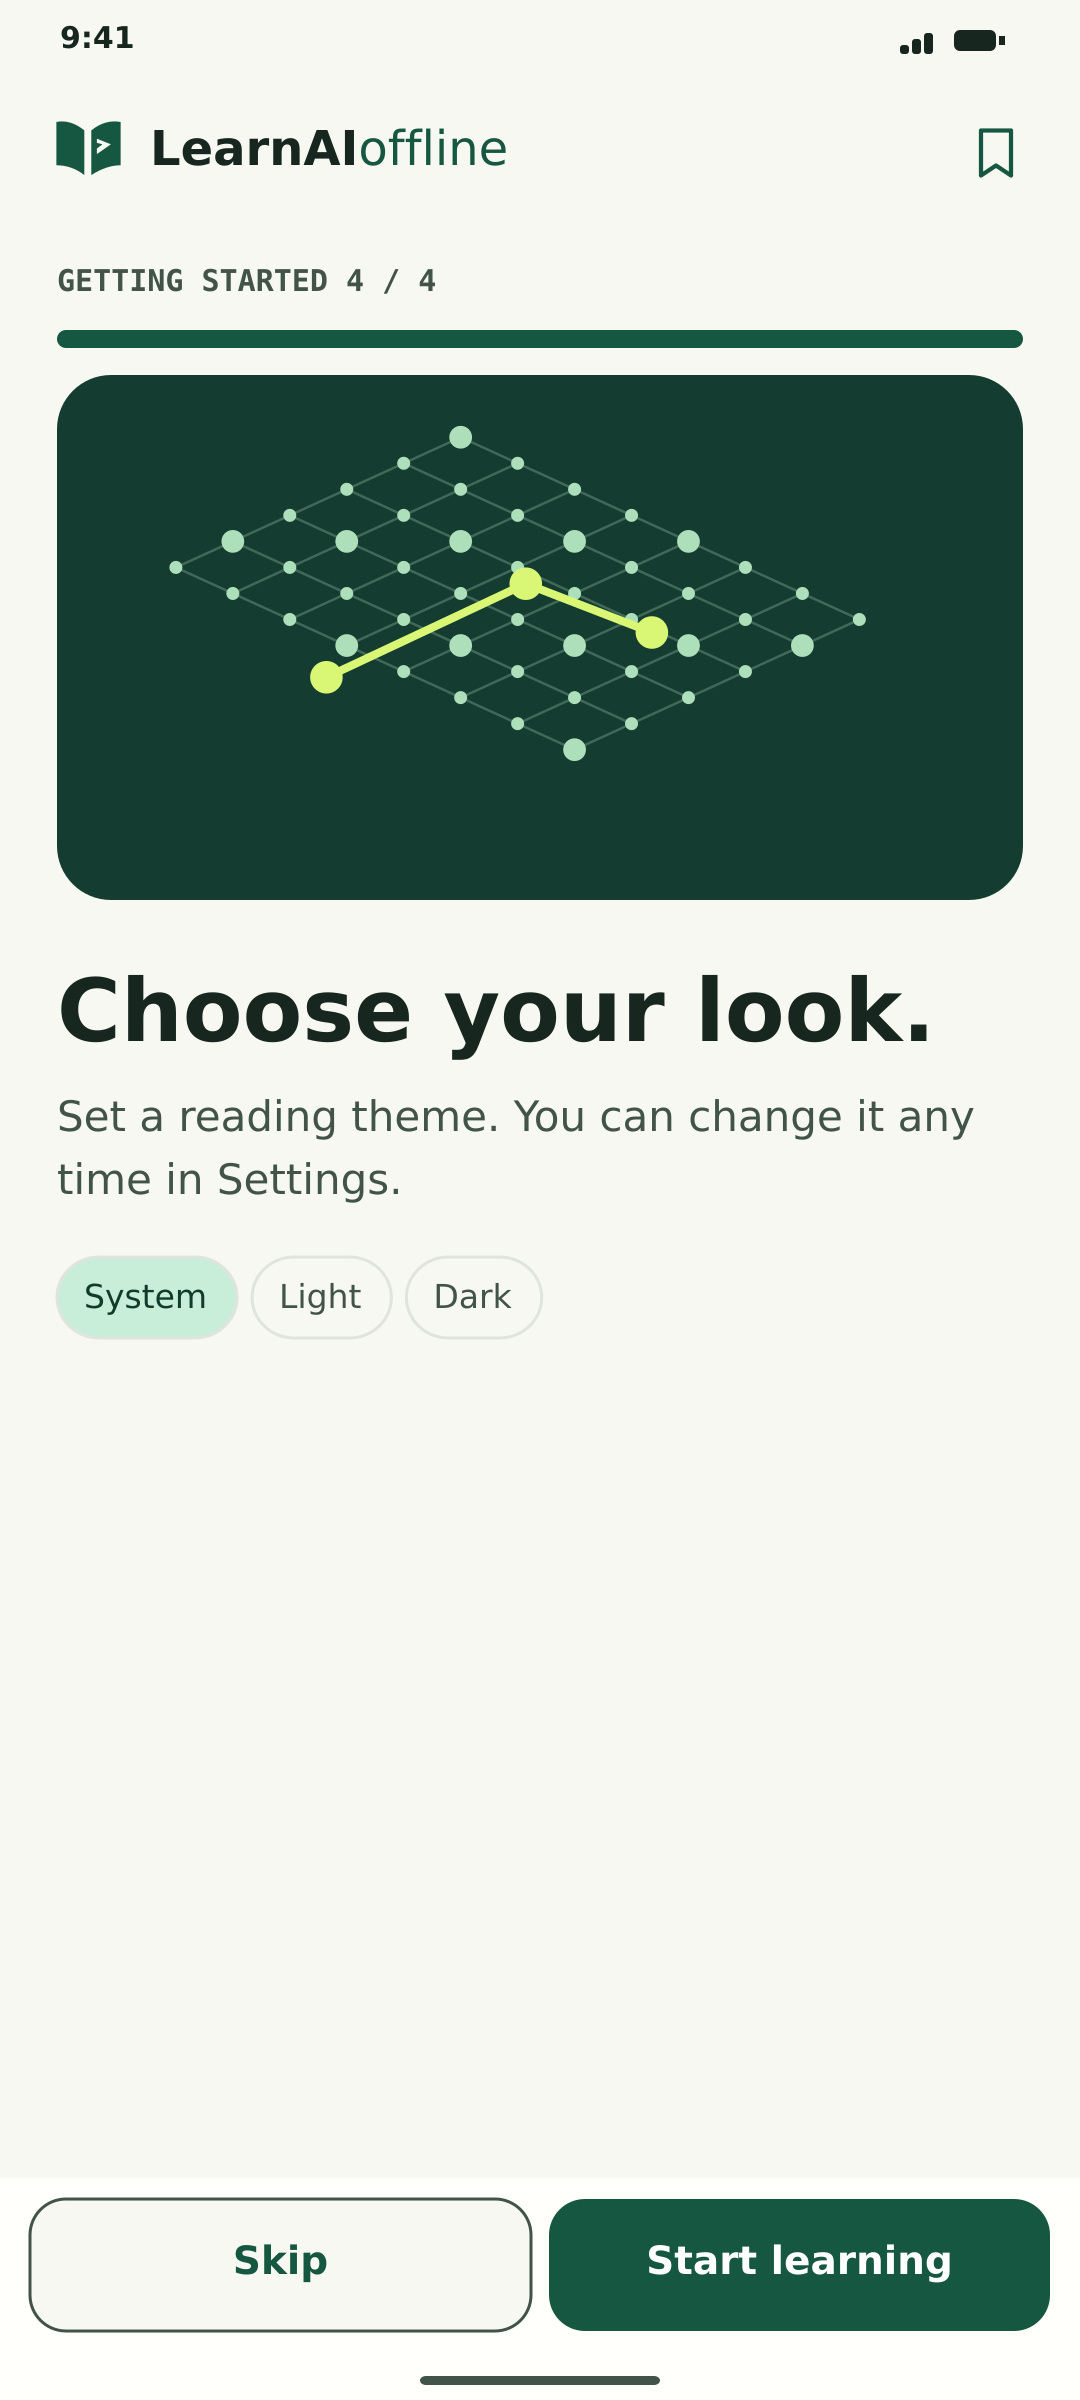 9:41
LearnAIoffline
GETTING STARTED 4 / 4
Choose your look.
Set a reading theme. You can change it any
time in Settings.
System Light Dark
Skip Start learning